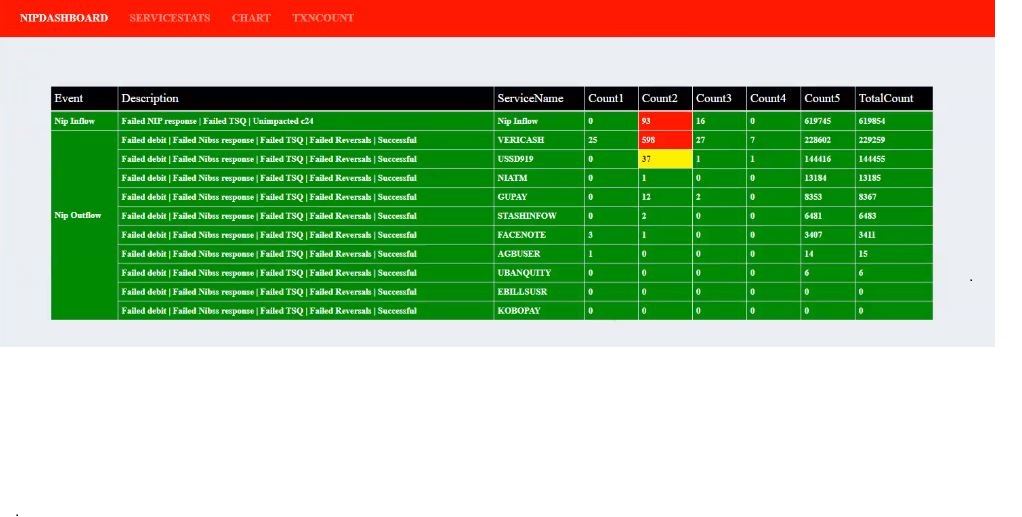 NIPDASHBOARD SERVICESTATS CHART TXNCOUNT
Event Description ServiceName Count1 Count2 Count3 Count4 Count5 TotalCount
Nip Inflow Failed NIP response | Failed TSQ | Unimpacted c24 Nip Inflow 0 93 16 0 619745 619854
Failed debit | Failed Nibss response | Failed TSQ | Failed Reversals | Successful VERICASH 25 598 27 7 228602 229259
Failed debit | Failed Nibss response | Failed TSQ | Failed Reversals | Successful USSD919 0 37 1 1 144416 144455
Failed debit | Failed Nibss response | Failed TSQ | Failed Reversals | Successful NIATM 0 1 0 0 13184 13185
Failed debit | Failed Nibss response | Failed TSQ | Failed Reversals | Successful GUPAY 0 12 2 0 8353 8367
Nip Outflow Failed debit | Failed Nibss response | Failed TSQ | Failed Reversals | Successful STASHINFOW 0 2 0 0 6481 6483
Failed debit | Failed Nibss response | Failed TSQ | Failed Reversals | Successful FACENOTE 3 1 0 0 3407 3411
Failed debit | Failed Nibss response | Failed TSQ | Failed Reversals | Successful AGBUSER 1 0 0 0 14 15
Failed debit | Failed Nibss response | Failed TSQ | Failed Reversals | Successful UBANQUITY 0 0 0 0 6 6
Failed debit | Failed Nibss response | Failed TSQ | Failed Reversals | Successful EBILLSUSR 0 0 0 0 0 0
Failed debit | Failed Nibss response | Failed TSQ | Failed Reversals | Successful KOBOPAY 0 0 0 0 0 0